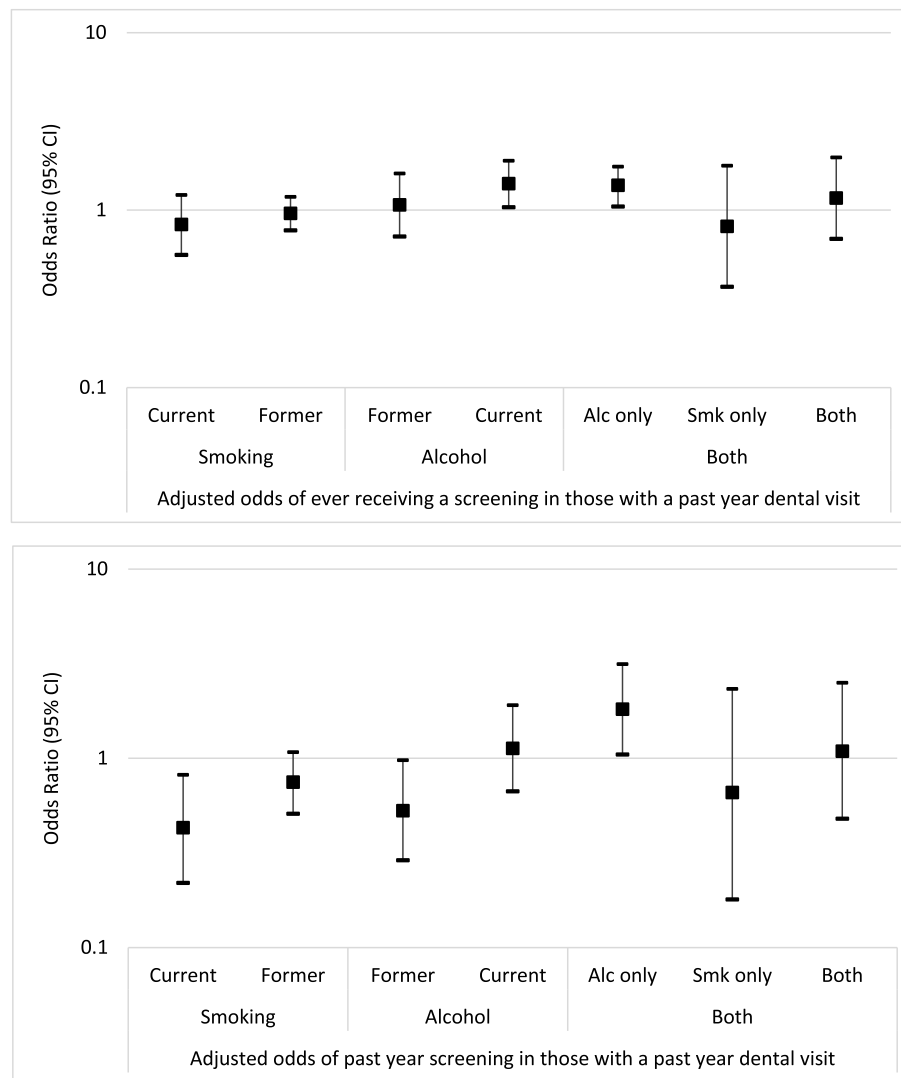 10
1
0.1
Odds Ratio (95% CI)
Current Former Former Current Alc only Smk only Both
Smoking Alcohol Both
Adjusted odds of ever receiving a screening in those with a past year dental visit
10
1
0.1
Odds Ratio (95% CI)
Current Former Former Current Alc only Smk only Both
Smoking Alcohol Both
Adjusted odds of past year screening in those with a past year dental visit